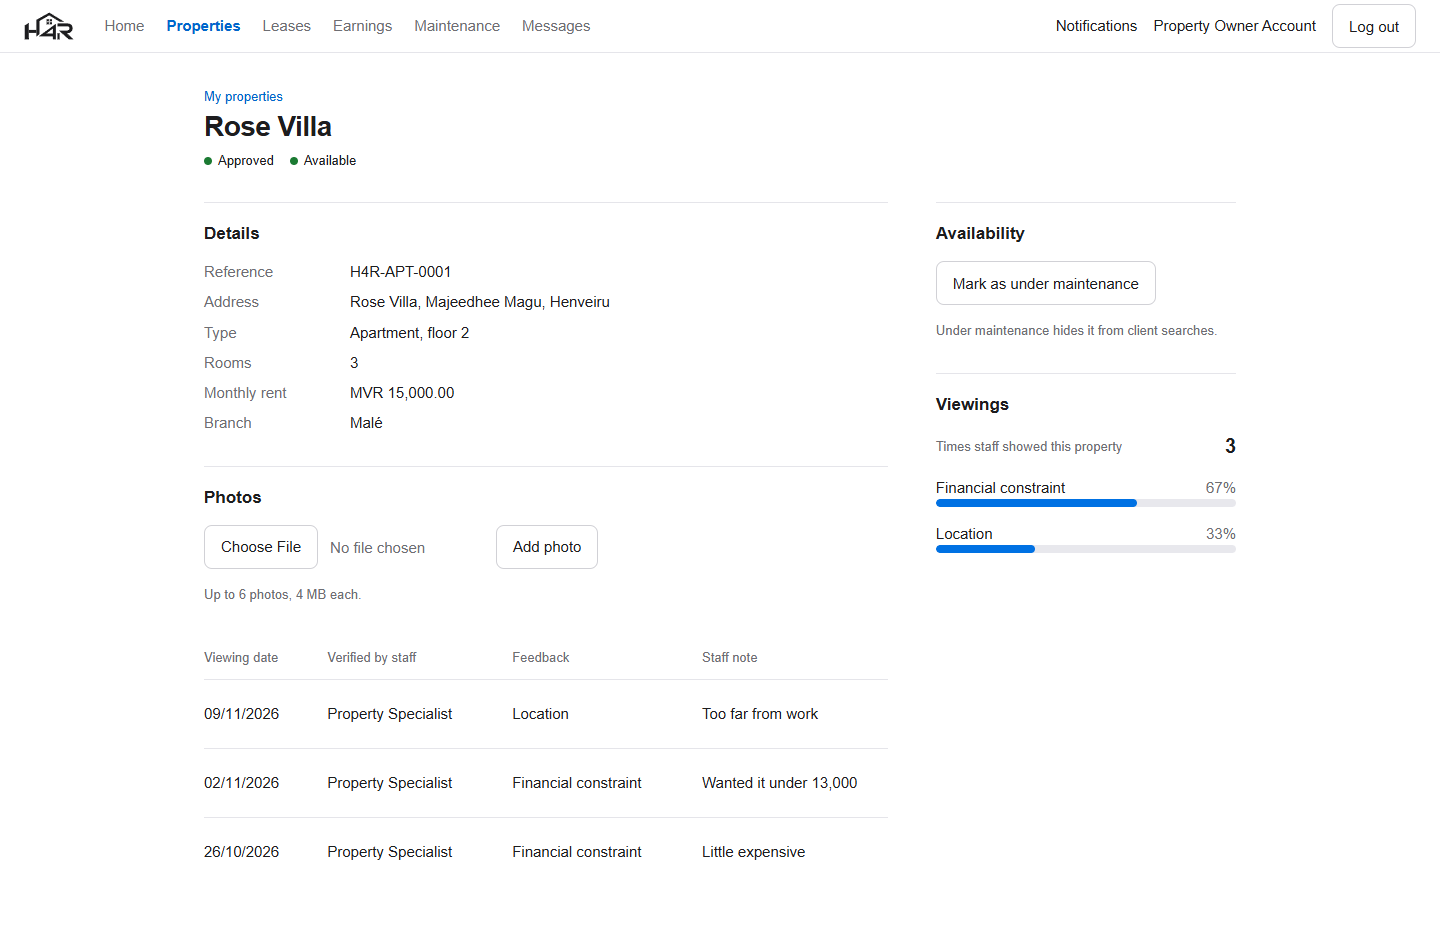 H4R Home Properties Leases Earnings Maintenance Messages Notifications Property Owner Account Log out
My properties
Rose Villa
Approved Available
Details
Reference H4R-APT-0001
Address Rose Villa, Majeedhee Magu, Henveiru
Type Apartment, floor 2
Rooms 3
Monthly rent MVR 15,000.00
Branch Malé
Photos
Choose File No file chosen Add photo
Up to 6 photos, 4 MB each.
Viewing date Verified by staff Feedback Staff note
09/11/2026 Property Specialist Location Too far from work
02/11/2026 Property Specialist Financial constraint Wanted it under 13,000
26/10/2026 Property Specialist Financial constraint Little expensive
Availability
Mark as under maintenance
Under maintenance hides it from client searches.
Viewings
Times staff showed this property 3
Financial constraint 67%
Location 33%